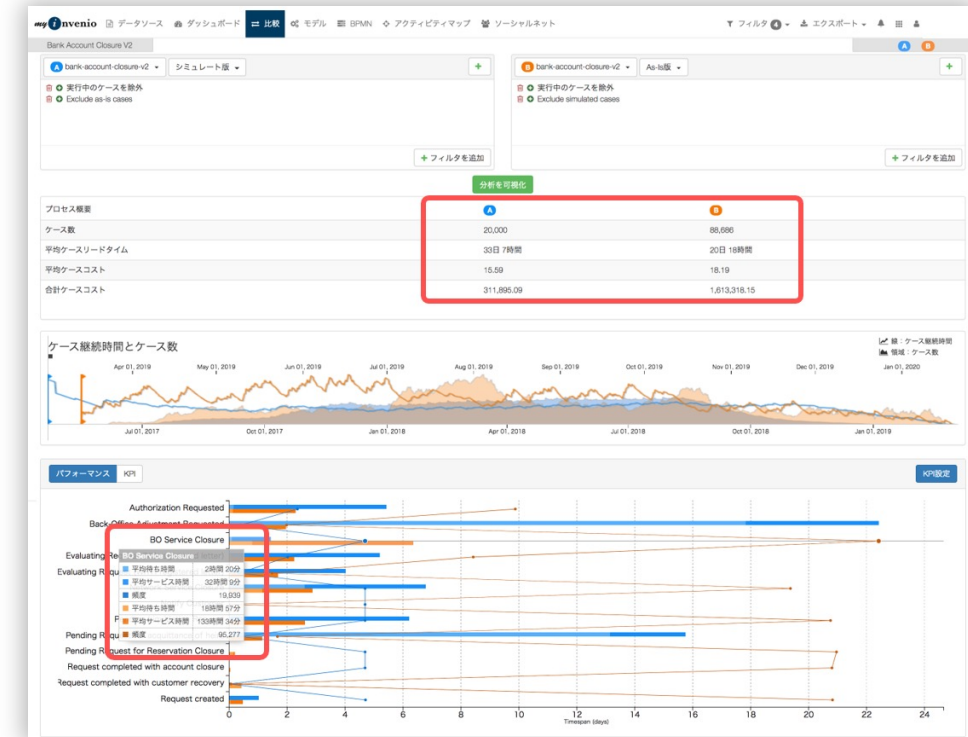 myInvenio データソース ダッシュボード 比較 モデル BPMN アクティビティマップ ソーシャルネット フィルタ 4 エクスポート
Bank Account Closure V2 A B
A bank-account-closure-v2 シミュレート版 +
実行中のケースを除外
Exclude as-is cases
+ フィルタを追加
B bank-account-closure-v2 As-Is版 +
実行中のケースを除外
Exclude simulated cases
+ フィルタを追加
分析を可視化
プロセス概要 A B
ケース数 20,000 88,686
平均ケースリードタイム 33日 7時間 20日 18時間
平均ケースコスト 15.59 18.19
合計ケースコスト 311,895.09 1,613,318.15
ケース継続時間とケース数
線：ケース継続時間
領域：ケース数
Apr 01, 2019 May 01, 2019 Jun 01, 2019 Jul 01, 2019 Aug 01, 2019 Sep 01, 2019 Oct 01, 2019 Nov 01, 2019 Dec 01, 2019 Jan 01, 2020
Jul 01, 2017 Oct 01, 2017 Jan 01, 2018 Apr 01, 2018 Jul 01, 2018 Oct 01, 2018 Jan 01, 2019
パフォーマンス KPI KPI設定
Authorization Requested
Back-Office Adjustment Requested
BO Service Closure
Evaluating Re
Evaluating Requ
BO Service Closure
平均待ち時間 2時間 20分
平均サービス時間 32時間 9分
頻度 19,939
平均待ち時間 18時間 57分
平均サービス時間 133時間 34分
頻度 95,277
Pending Requ
Pending Request for Reservation Closure
Request completed with account closure
Request completed with customer recovery
Request created
0 2 4 6 8 10 12 14 16 18 20 22 24
Timespan (days)